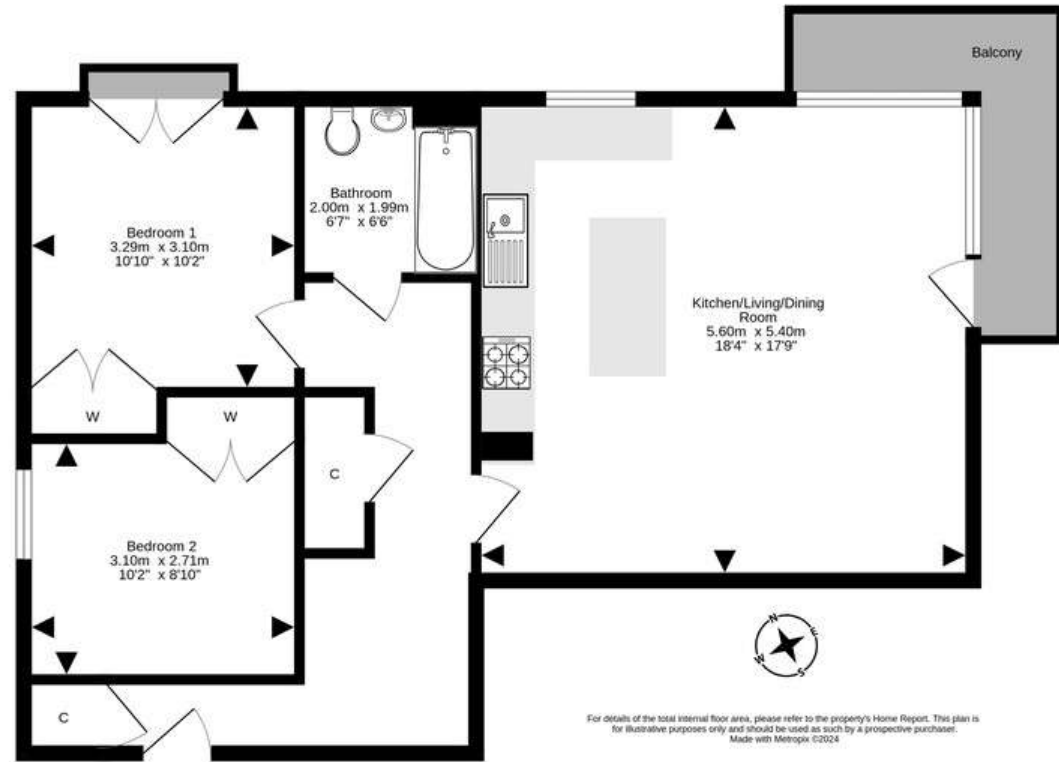 Balcony
Bathroom
2.00m x 1.99m
6'7" x 6'6"
Bedroom 1
3.29m x 3.10m
10'10" x 10'2"
Kitchen/Living/Dining
Room
5.60m x 5.40m
18'4" x 17'9"
W
W
C
Bedroom 2
3.10m x 2.71m
10'2" x 8'10"
C
N
E
W
S
For details of the total internal floor area, please refer to the property's Home Report. This plan is
for illustrative purposes only and should be used as such by a prospective purchaser.
Made with Metropix ©2024